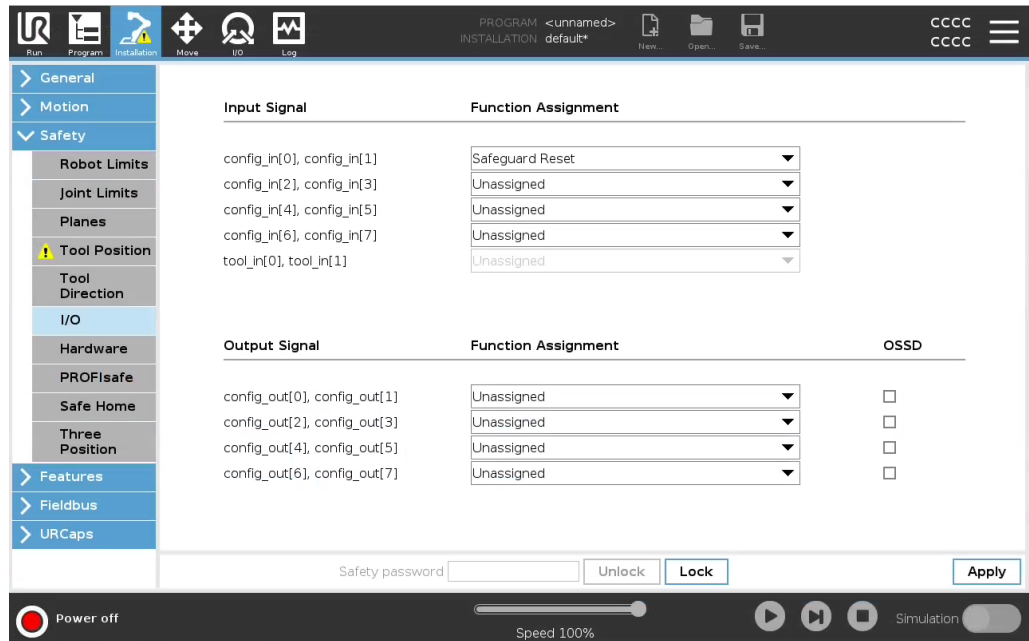 PROGRAM <unnamed>
INSTALLATION default*
CCCC
CCCC
Run
Program
Installation
Move
I/O
Log
New...
Open...
Save...
General
Motion
Safety
Robot Limits
Joint Limits
Planes
Tool Position
Tool
Direction
I/O
Hardware
PROFIsafe
Safe Home
Three
Position
Features
Fieldbus
URCaps
Input Signal Function Assignment
config_in[0], config_in[1] Safeguard Reset
config_in[2], config_in[3] Unassigned
config_in[4], config_in[5] Unassigned
config_in[6], config_in[7] Unassigned
tool_in[0], tool_in[1] Unassigned
Output Signal Function Assignment OSSD
config_out[0], config_out[1] Unassigned
config_out[2], config_out[3] Unassigned
config_out[4], config_out[5] Unassigned
config_out[6], config_out[7] Unassigned
Safety password Unlock Lock Apply
Power off
Speed 100%
Simulation